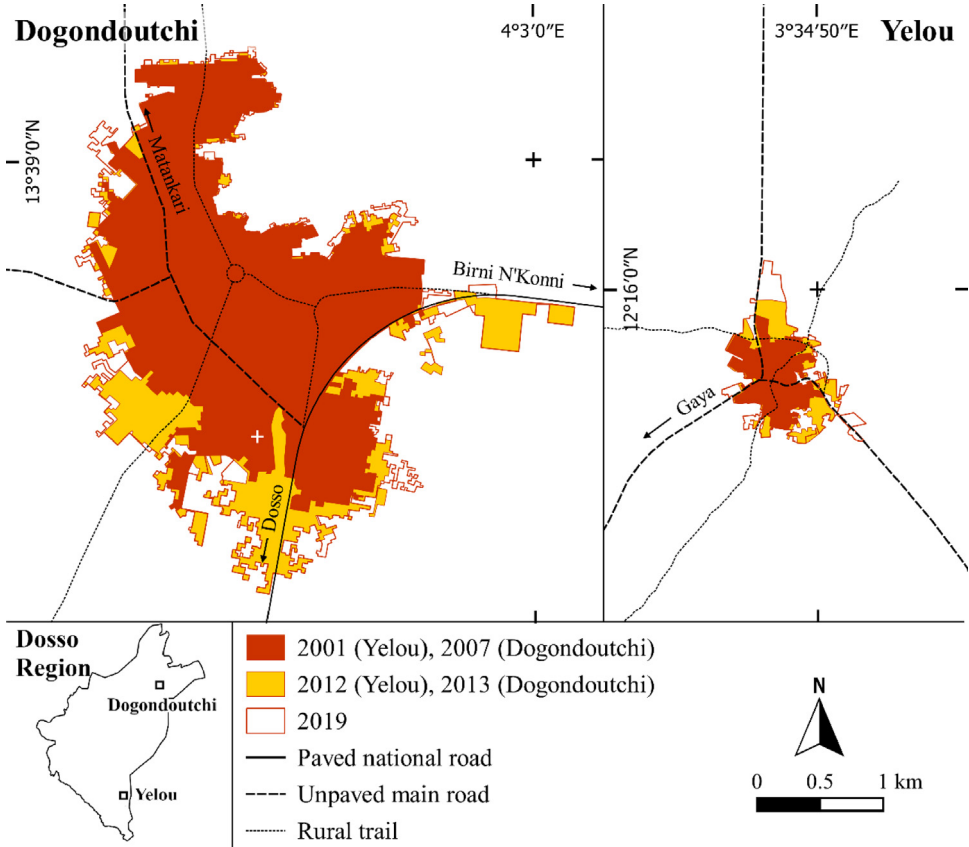 Dogondoutchi
4°3′0″E
3°34′50″E
Yelou
13°39′0″N
Matankari
Birni N'Konni
12°16′0″N
Gaya
Dosso
Dosso
Region
Dogondoutchi
Yelou
2001 (Yelou), 2007 (Dogondoutchi)
2012 (Yelou), 2013 (Dogondoutchi)
2019
Paved national road
Unpaved main road
Rural trail
N
0 0.5 1 km